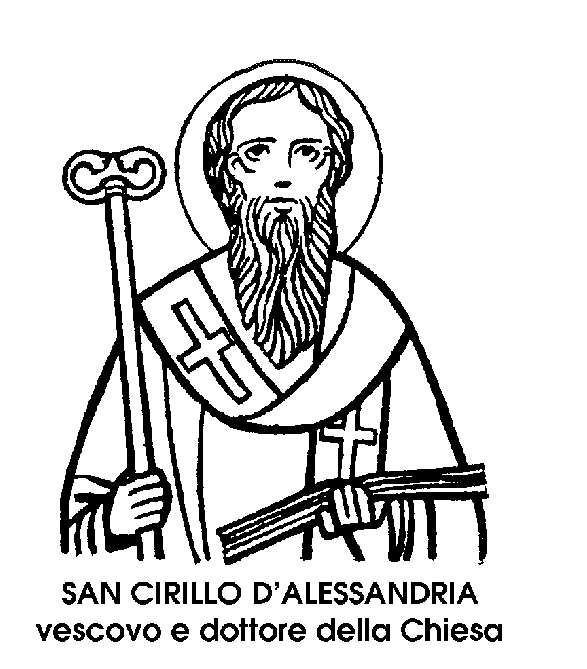 SAN CIRILLO D'ALESSANDRIA
vescovo e dottore della Chiesa